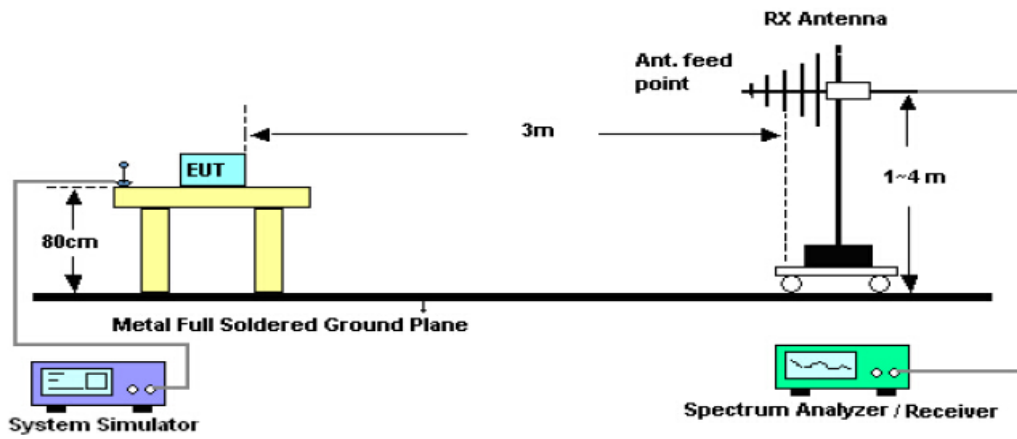 RX Antenna
Ant. feed
point
3m
EUT
1~4 m
80cm
Metal Full Soldered Ground Plane
System Simulator
Spectrum Analyzer / Receiver